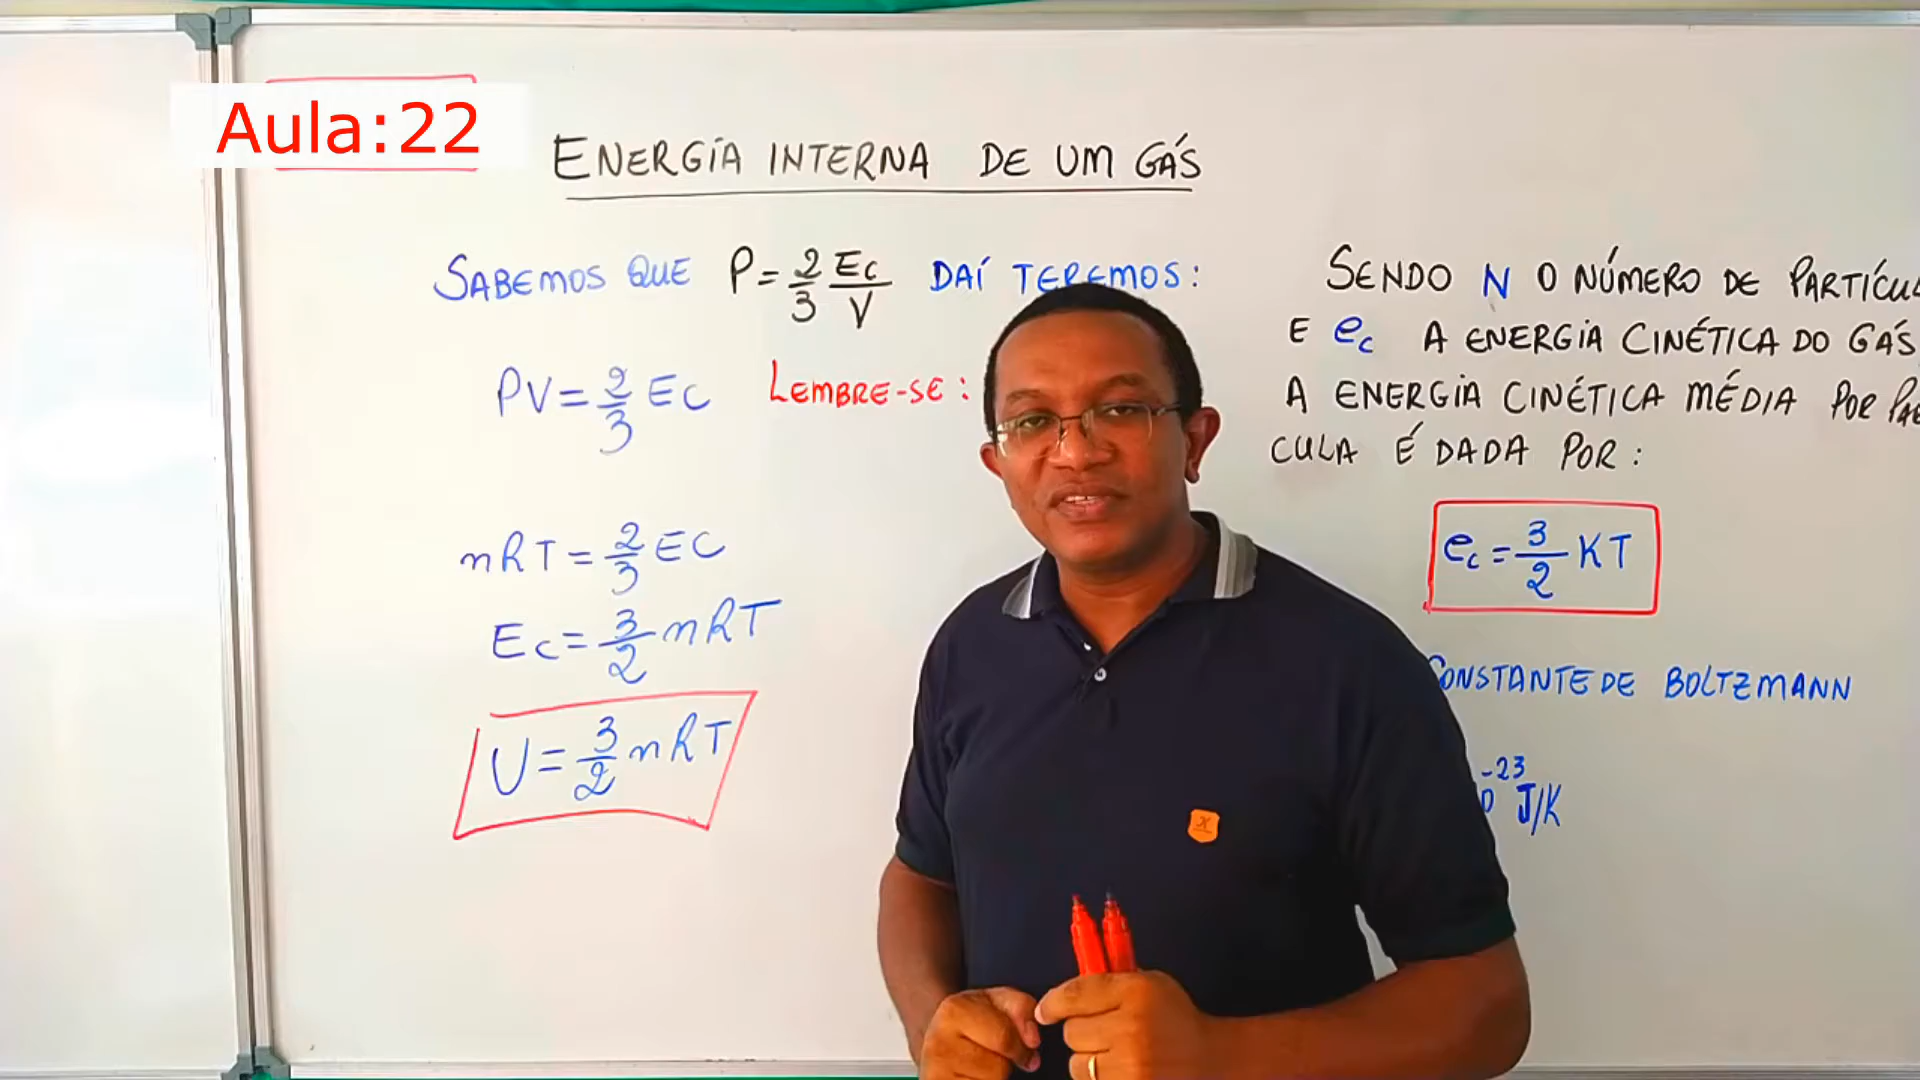 Aula:22
ENERGIA INTERNA DE UM GÁS
SABEMOS QUE P = 2/3 Ec/V DAÍ TEREMOS:
PV = 2/3 EC
LEMBRE-SE:
nRT = 2/3 EC
Ec = 3/2 nRT
U = 3/2 nRT
SENDO N O NÚMERO DE
E ec A ENERGIA CINÉTICA DO GÁS
A ENERGIA CINÉTICA MÉDIA POR
CULA É DADA POR:
ec = 3/2 KT
CONSTANTE DE BOLTZMANN
-23 J/K